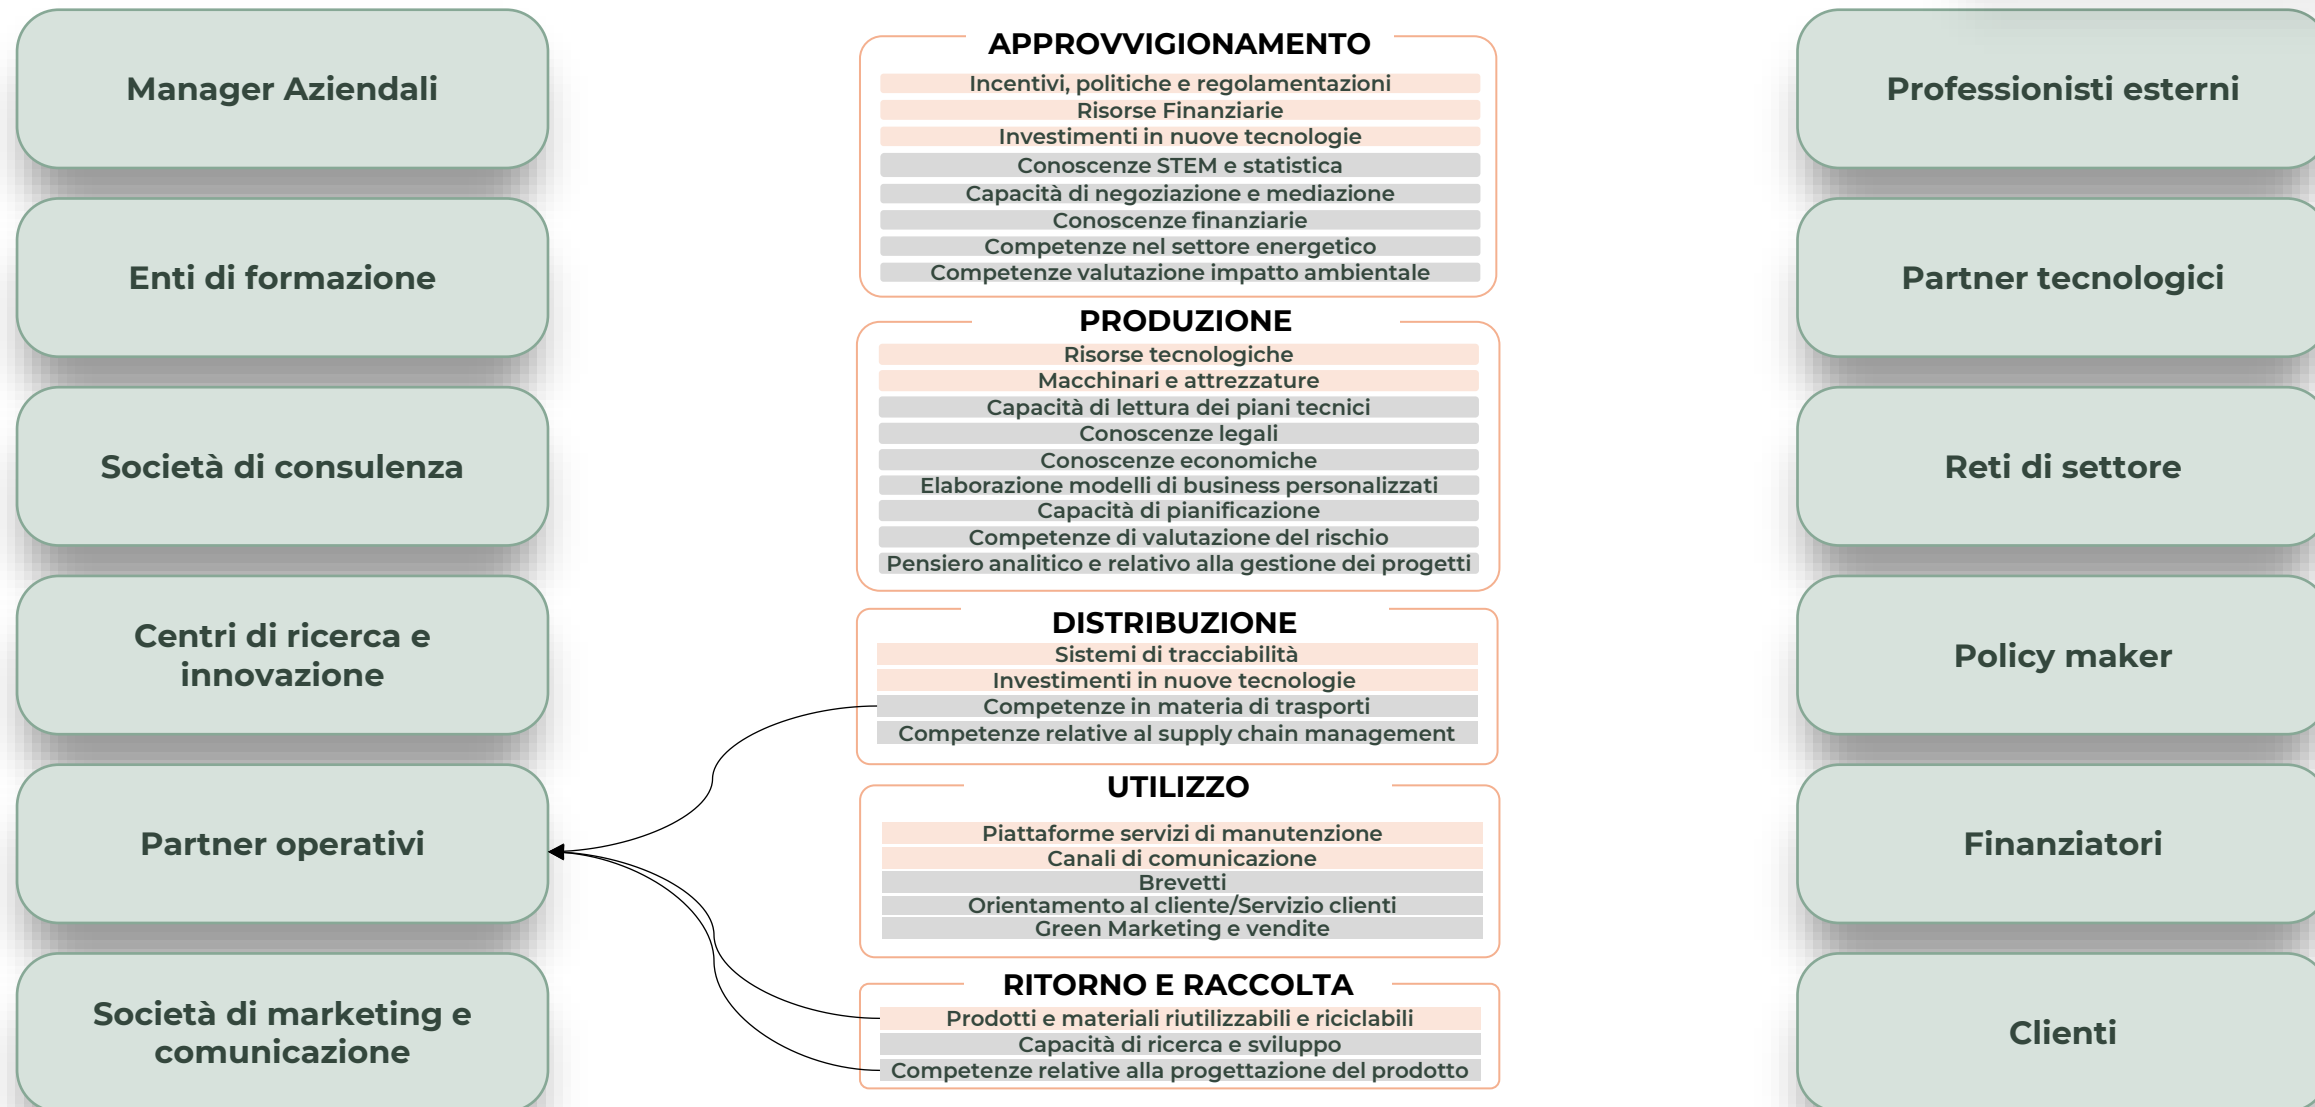 Manager Aziendali
Enti di formazione
Società di consulenza
Centri di ricerca e
innovazione
Partner operativi
Società di marketing e
comunicazione
APPROVVIGIONAMENTO
Incentivi, politiche e regolamentazioni
Risorse Finanziarie
Investimenti in nuove tecnologie
Conoscenze STEM e statistica
Capacità di negoziazione e mediazione
Conoscenze finanziarie
Competenze nel settore energetico
Competenze valutazione impatto ambientale
PRODUZIONE
Risorse tecnologiche
Macchinari e attrezzature
Capacità di lettura dei piani tecnici
Conoscenze legali
Conoscenze economiche
Elaborazione modelli di business personalizzati
Capacità di pianificazione
Competenze di valutazione del rischio
Pensiero analitico e relativo alla gestione dei progetti
DISTRIBUZIONE
Sistemi di tracciabilità
Investimenti in nuove tecnologie
Competenze in materia di trasporti
Competenze relative al supply chain management
UTILIZZO
Piattaforme servizi di manutenzione
Canali di comunicazione
Brevetti
Orientamento al cliente/Servizio clienti
Green Marketing e vendite
RITORNO E RACCOLTA
Prodotti e materiali riutilizzabili e riciclabili
Capacità di ricerca e sviluppo
Competenze relative alla progettazione del prodotto
Professionisti esterni
Partner tecnologici
Reti di settore
Policy maker
Finanziatori
Clienti